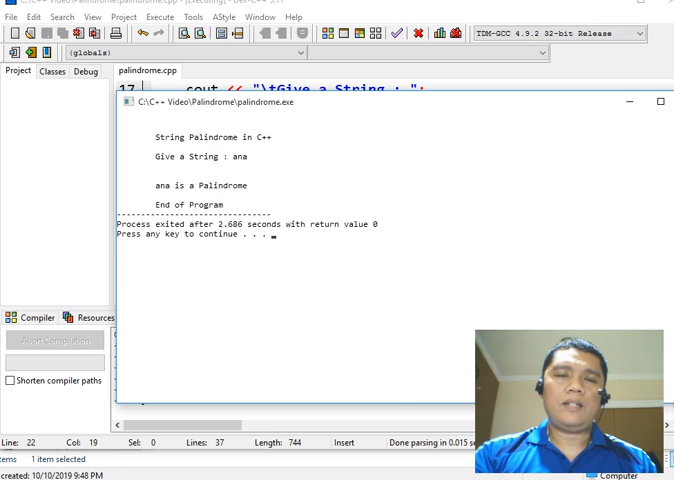 File Edit Search View Project Execute Tools AStyle Window Help
TDM-GCC 4.9.2 32-bit Release
(globals)
Project Classes Debug
palindrome.cpp
17 cout << "\tGive a String : ";
C:\C++ Video\Palindrome\palindrome.exe
String Palindrome in C++
Give a String : ana
ana is a Palindrome
End of Program
--------------------------------
Process exited after 2.686 seconds with return value 0
Press any key to continue . . .
Compiler Resources
Abort Compilation
Shorten compiler paths
Line: 22 Col: 19 Sel: 0 Lines: 37 Length: 744 Insert Done parsing in 0.015 se
items 1 item selected
created: 10/10/2019 9:48 PM
Computer